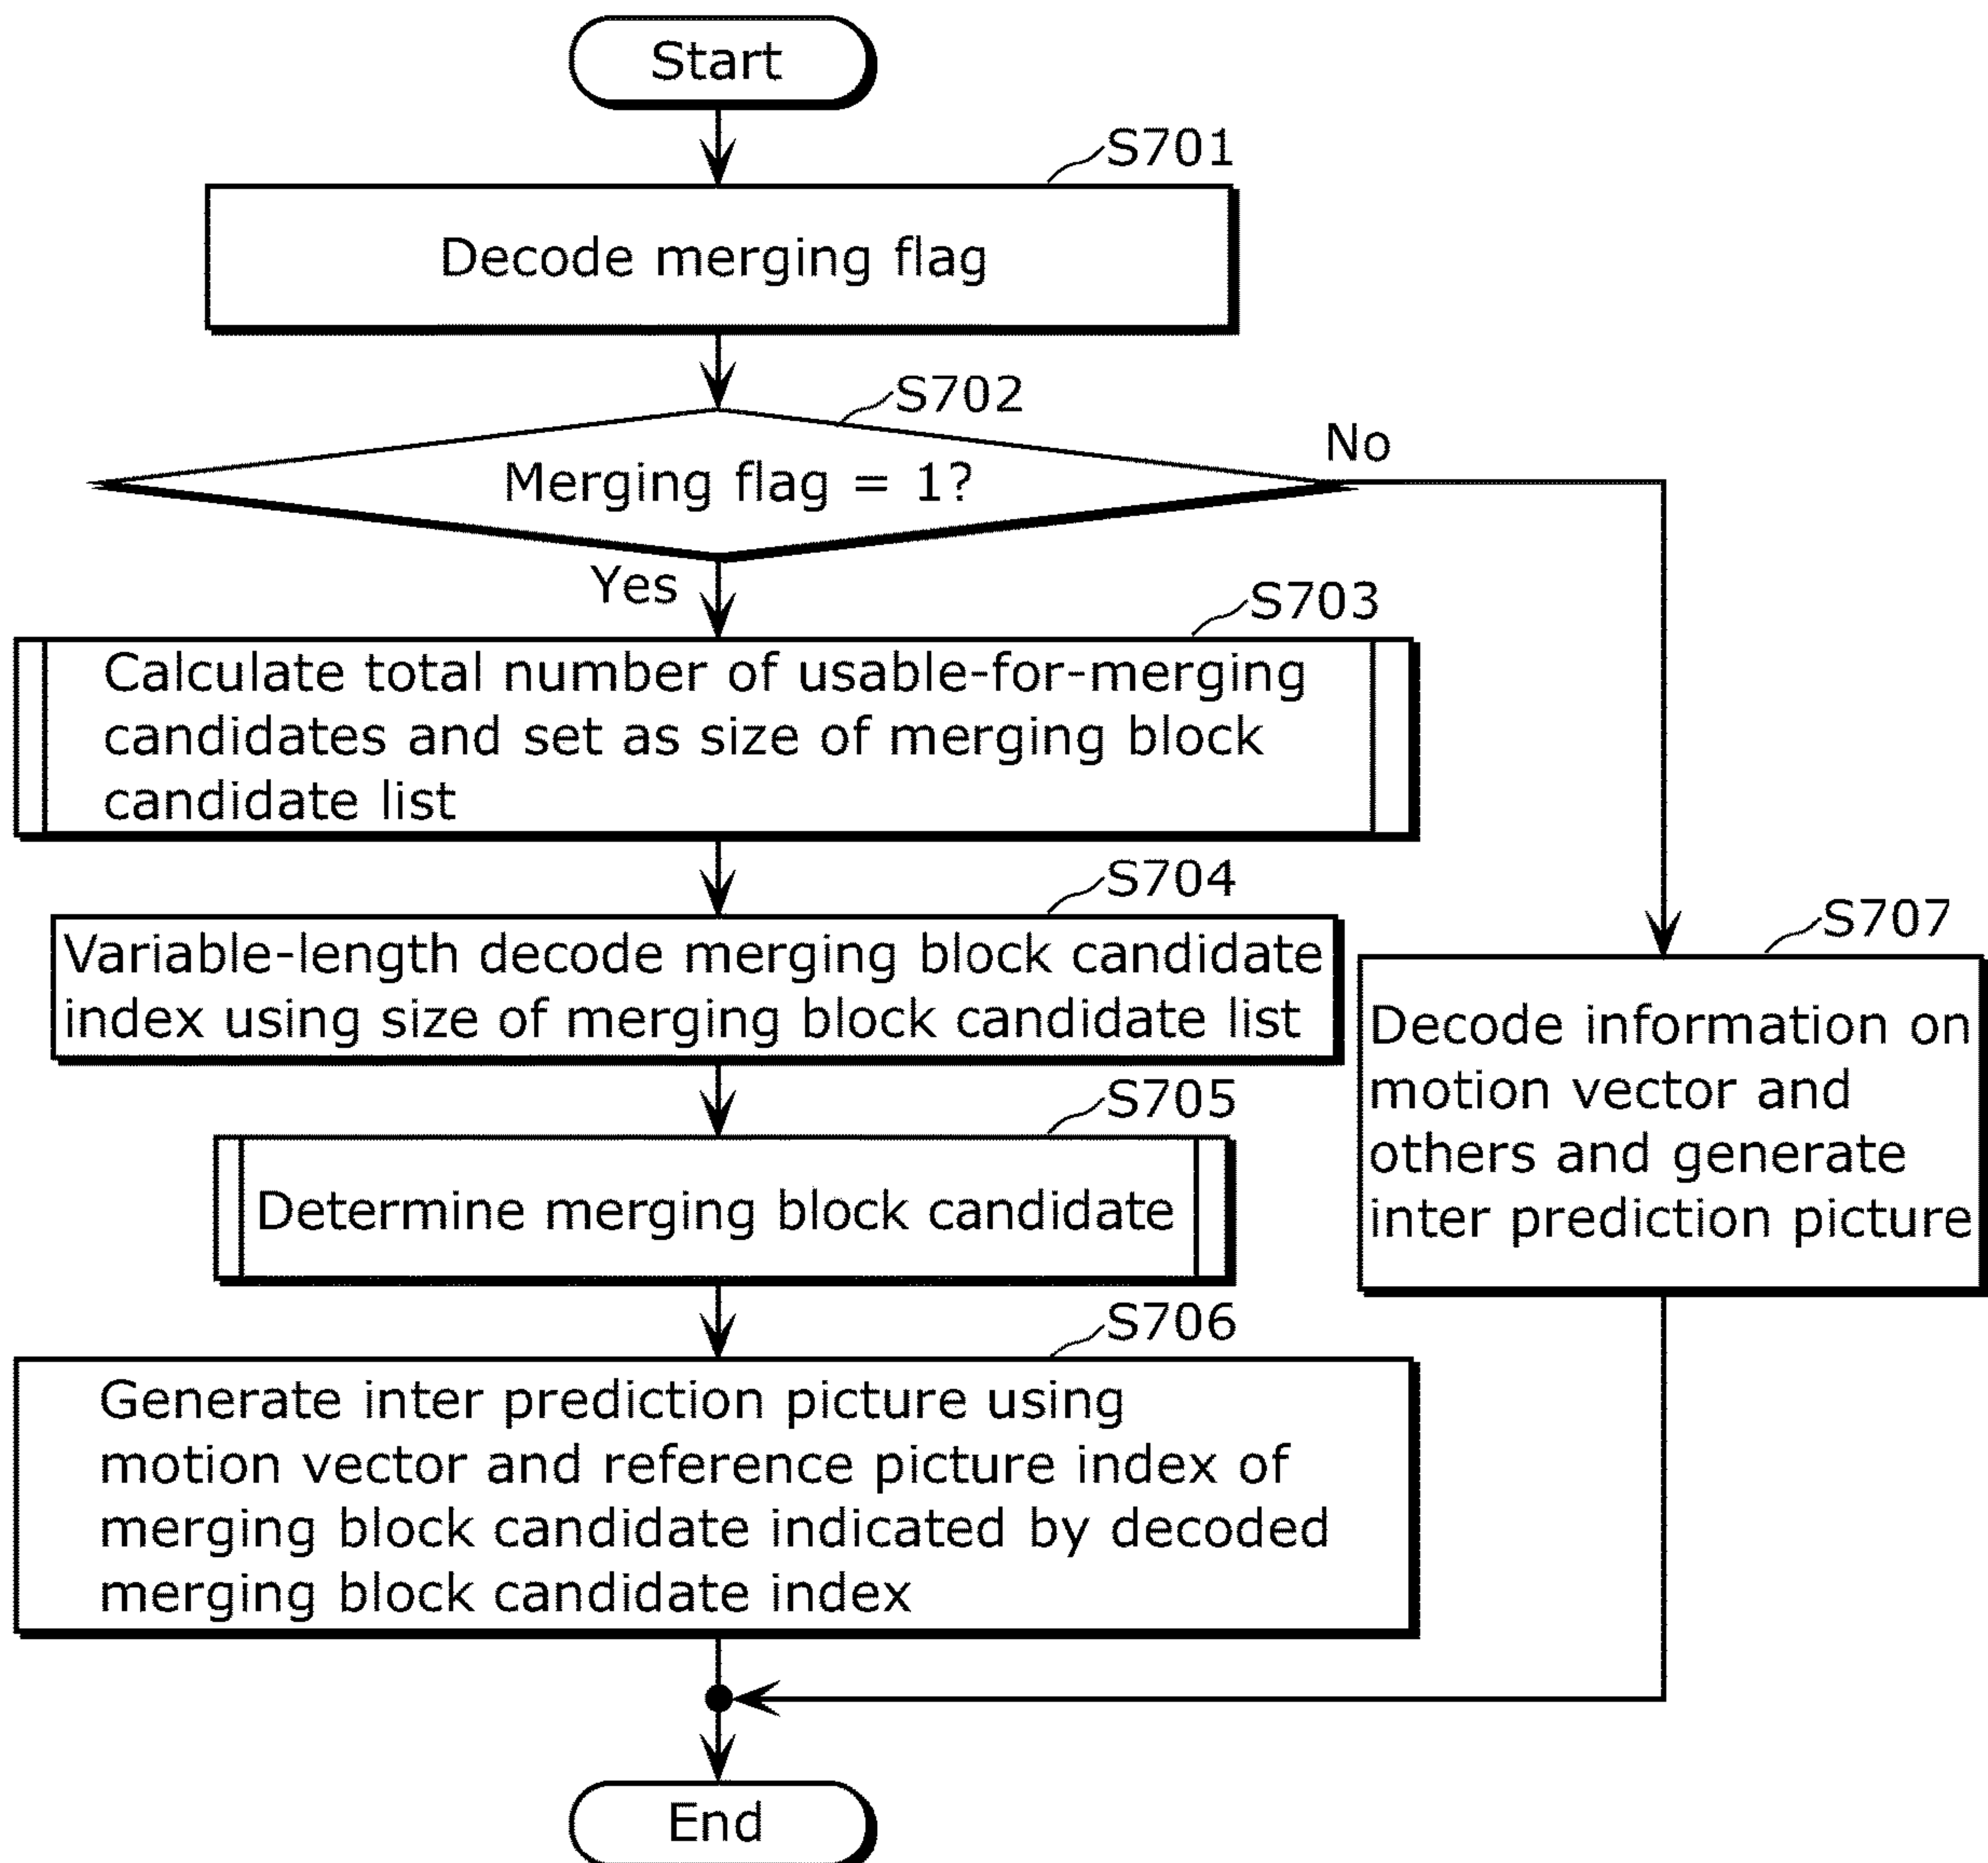 Start
S701
Decode merging flag
S702
Merging flag = 1?
No
Yes
S703
Calculate total number of usable-for-merging
candidates and set as size of merging block
candidate list
S704
Variable-length decode merging block candidate
index using size of merging block candidate list
S707
Decode information on
motion vector and
others and generate
inter prediction picture
S705
Determine merging block candidate
S706
Generate inter prediction picture using
motion vector and reference picture index of
merging block candidate indicated by decoded
merging block candidate index
End